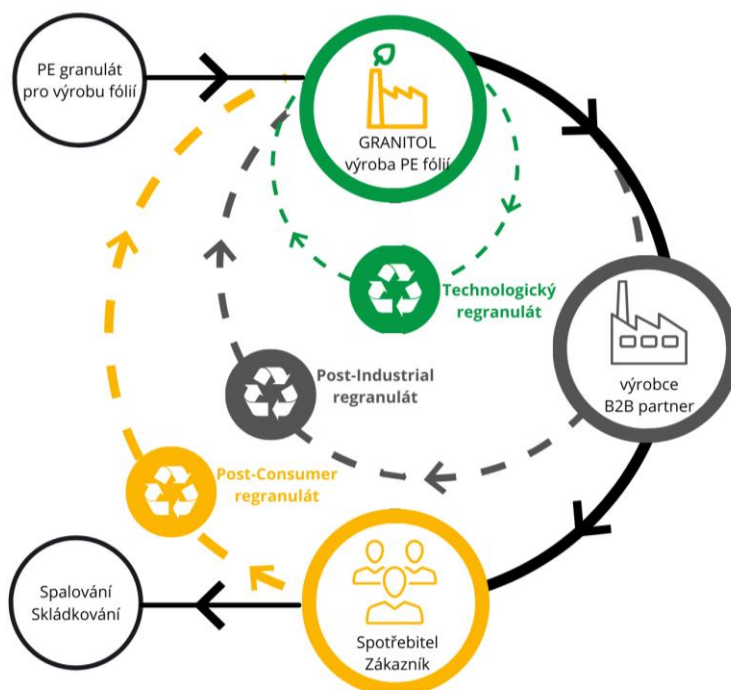 PE granulát
pro výrobu fólií
GRANITOL
výroba PE fólií
Technologický
regranulát
výrobce
B2B partner
Post-Industrial
regranulát
Post-Consumer
regranulát
Spalování
Skládkování
Spotřebitel
Zákazník